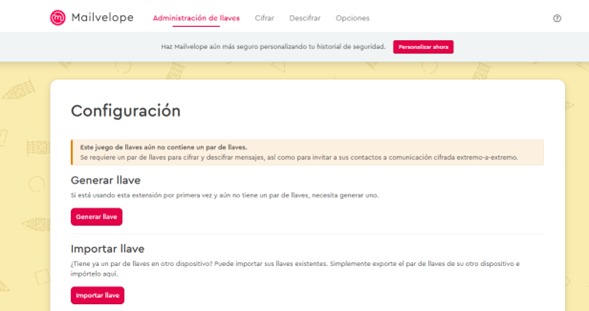 Mailvelope
Administración de llaves
Cifrar
Descifrar
Opciones
Haz Mailvelope aún más seguro personalizando tu historial de seguridad.
Personalizar ahora
Configuración
Este juego de llaves aún no contiene un par de llaves.
Se requiere un par de llaves para cifrar y descifrar mensajes, así como para invitar a sus contactos a comunicación cifrada extremo-a-extremo.
Generar llave
Si está usando esta extensión por primera vez y aún no tiene un par de llaves, necesita generar uno.
Generar llave
Importar llave
¿Tiene ya un par de llaves en otro dispositivo? Puede importar sus llaves existentes. Simplemente exporte el par de llaves de su otro dispositivo e
impórtelo aquí.
Importar llave